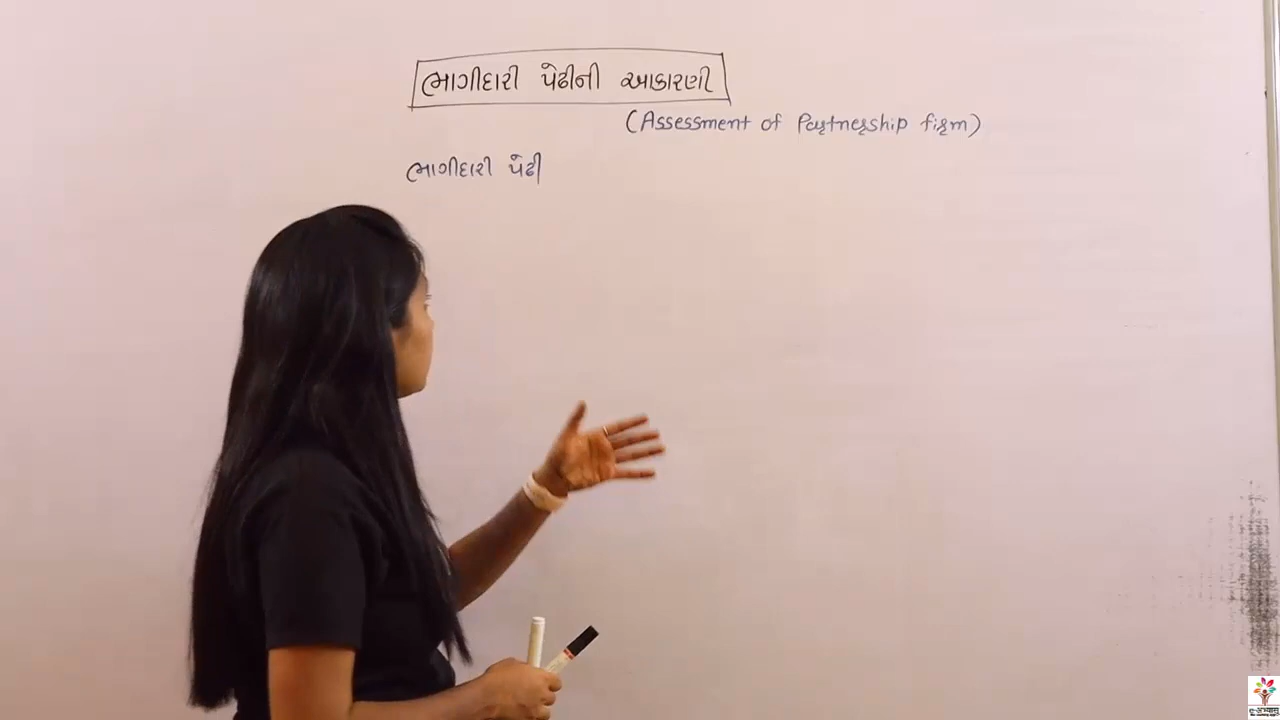 ભાગીદારી પેઢીની આકારણી
(Assessment of Partnership firm)
ભાગીદારી પેઢી